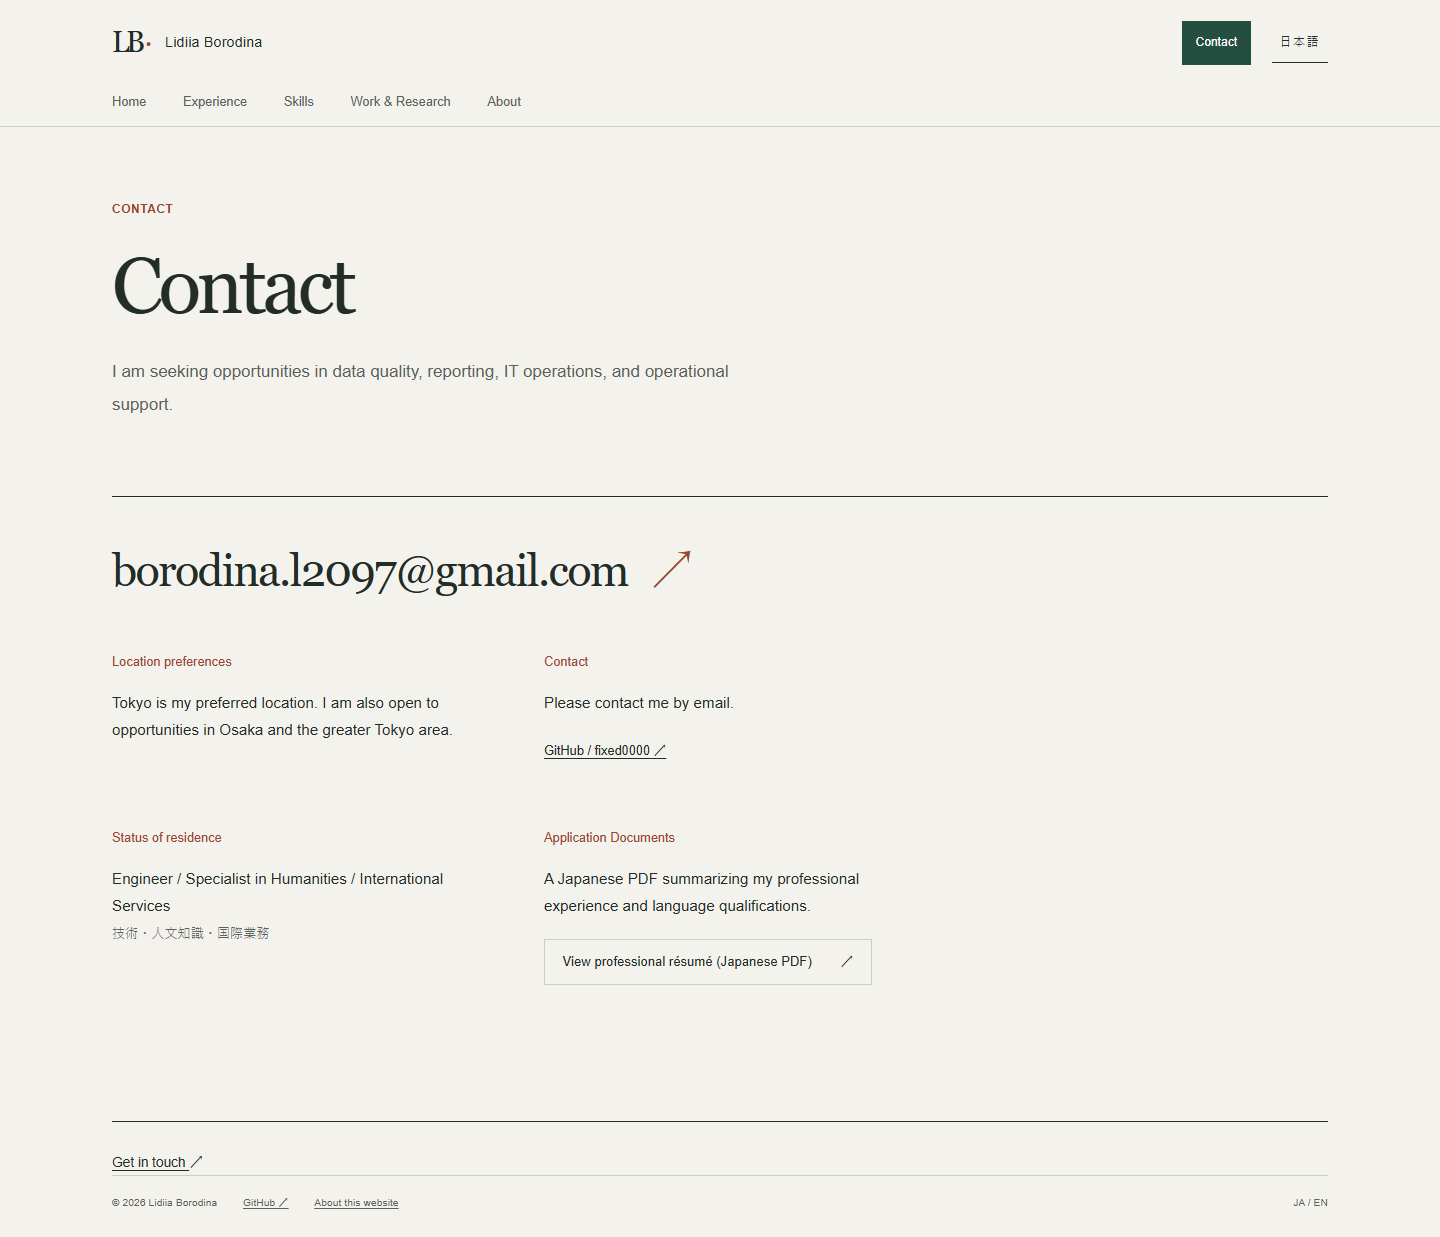 LB. Lidiia Borodina
Contact 日本語
Home Experience Skills Work & Research About
CONTACT
Contact
I am seeking opportunities in data quality, reporting, IT operations, and operational
support.
borodina.l2097@gmail.com ↗
Location preferences
Tokyo is my preferred location. I am also open to
opportunities in Osaka and the greater Tokyo area.
Contact
Please contact me by email.
GitHub / fixed0000 ↗
Status of residence
Engineer / Specialist in Humanities / International
Services
技術・人文知識・国際業務
Application Documents
A Japanese PDF summarizing my professional
experience and language qualifications.
View professional résumé (Japanese PDF) ↗
Get in touch ↗
© 2026 Lidiia Borodina GitHub ↗ About this website JA / EN